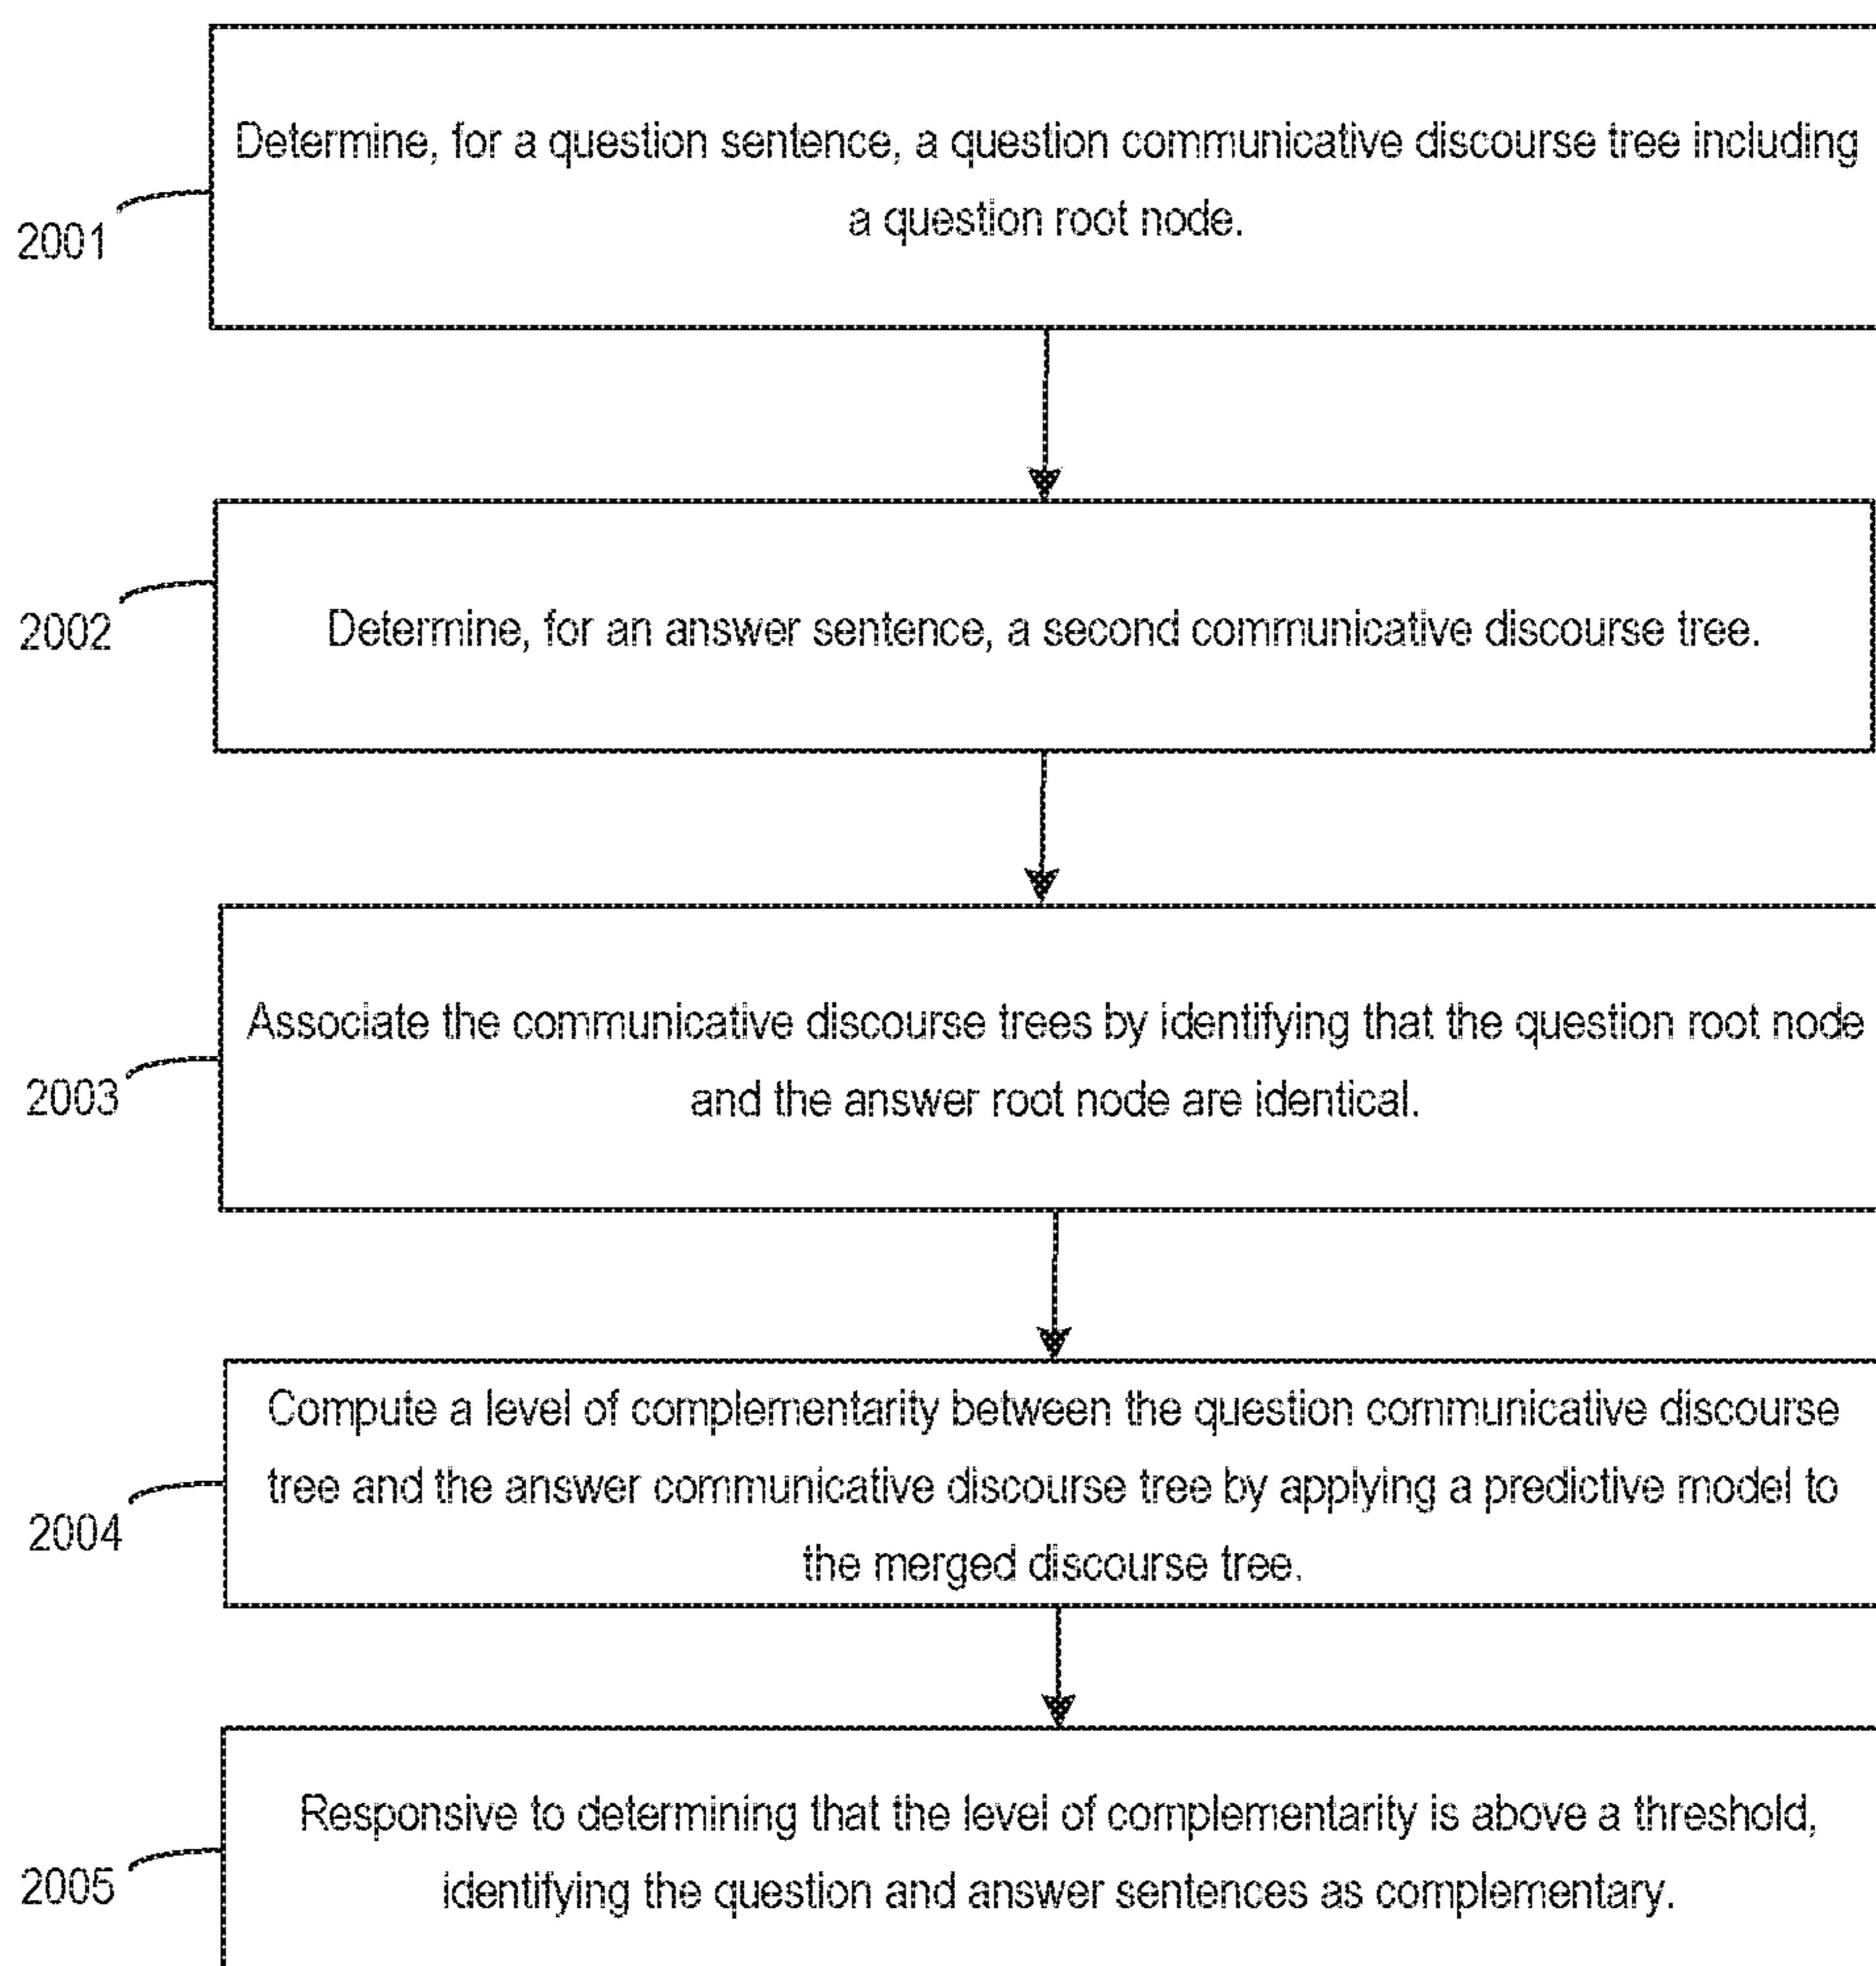 Determine, for a question sentence, a question communicative discourse tree including
a question root node.
2001
Determine, for an answer sentence, a second communicative discourse tree.
2002
Associate the communicative discourse trees by identifying that the question root node
and the answer root node are identical.
2003
Compute a level of complementarity between the question communicative discourse
tree and the answer communicative discourse tree by applying a predictive model to
the merged discourse tree.
2004
Responsive to determining that the level of complementarity is above a threshold,
identifying the question and answer sentences as complementary.
2005